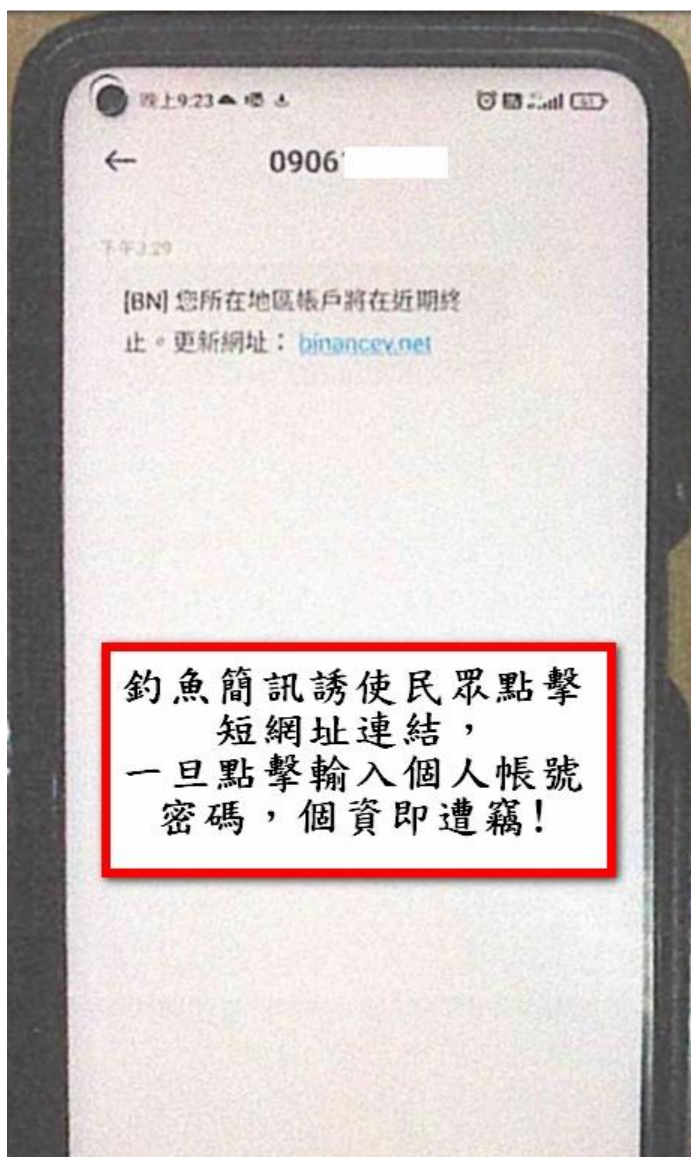 晚上9:23
09061
下午3:29
[BN] 您所在地區帳戶將在近期終
止。更新網址： binancev.net
釣魚簡訊誘使民眾點擊
短網址連結，
一旦點擊輸入個人帳號
密碼，個資即遭竊!